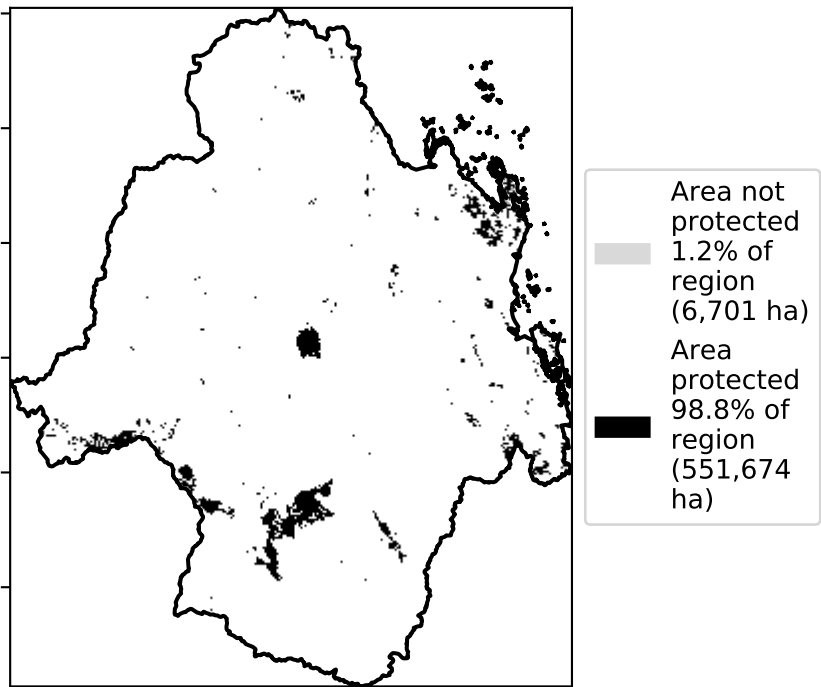 Area not
protected
1.2% of
region
(6,701 ha)
Area
protected
98.8% of
region
(551,674
ha)